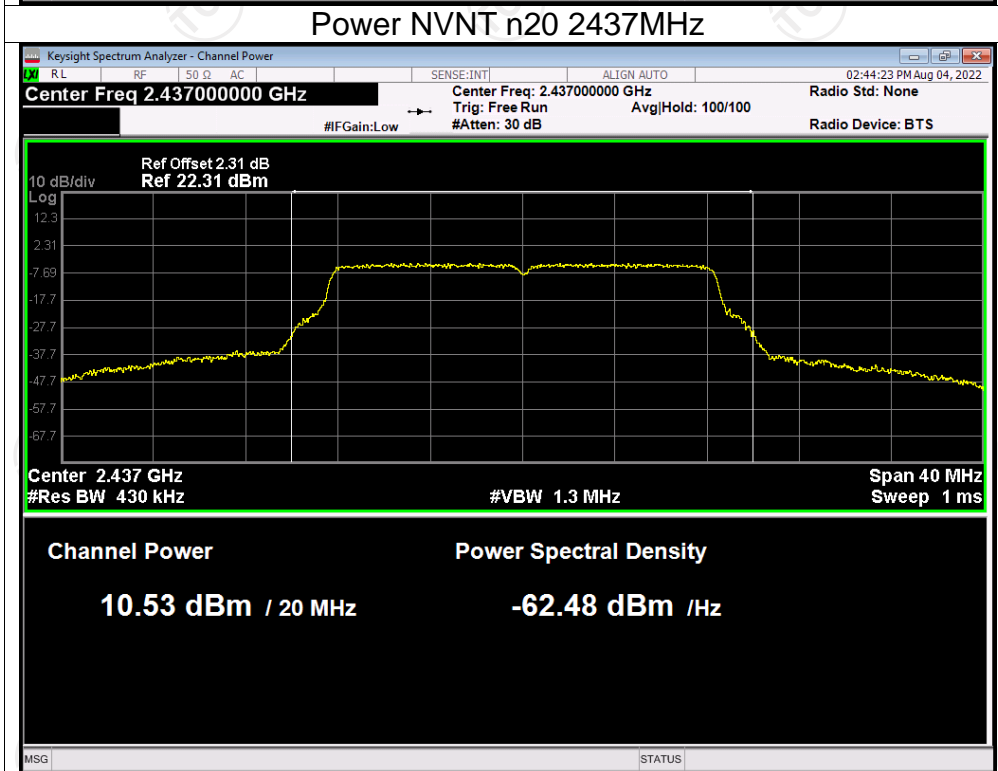 Power NVNT n20 2437MHz
Keysight Spectrum Analyzer - Channel Power
LXI RL RF 50 Ω AC SENSE:INT ALIGN AUTO 02:44:23 PM Aug 04, 2022
Center Freq 2.437000000 GHz Center Freq: 2.437000000 GHz Radio Std: None
Trig: Free Run Avg|Hold: 100/100
#IFGain:Low #Atten: 30 dB Radio Device: BTS
Ref Offset 2.31 dB
10 dB/div Ref 22.31 dBm
Log
12.3
2.31
-7.69
-17.7
-27.7
-37.7
-47.7
-57.7
-67.7
Center 2.437 GHz Span 40 MHz
#Res BW 430 kHz #VBW 1.3 MHz Sweep 1 ms
Channel Power Power Spectral Density
10.53 dBm / 20 MHz -62.48 dBm /Hz
MSG STATUS